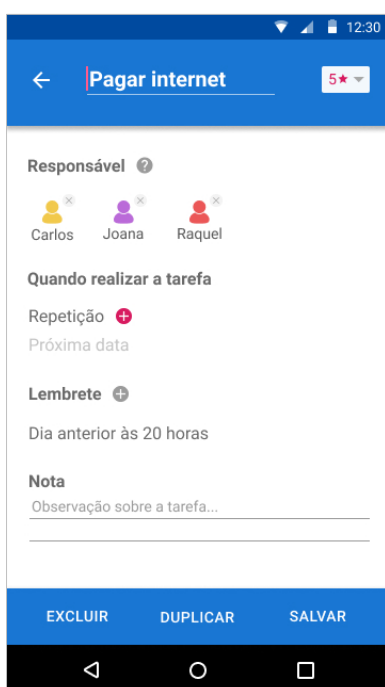 12:30
Pagar internet
5★
Responsável ?
Carlos Joana Raquel
Quando realizar a tarefa
Repetição
Próxima data
Lembrete
Dia anterior às 20 horas
Nota
Observação sobre a tarefa...
EXCLUIR DUPLICAR SALVAR